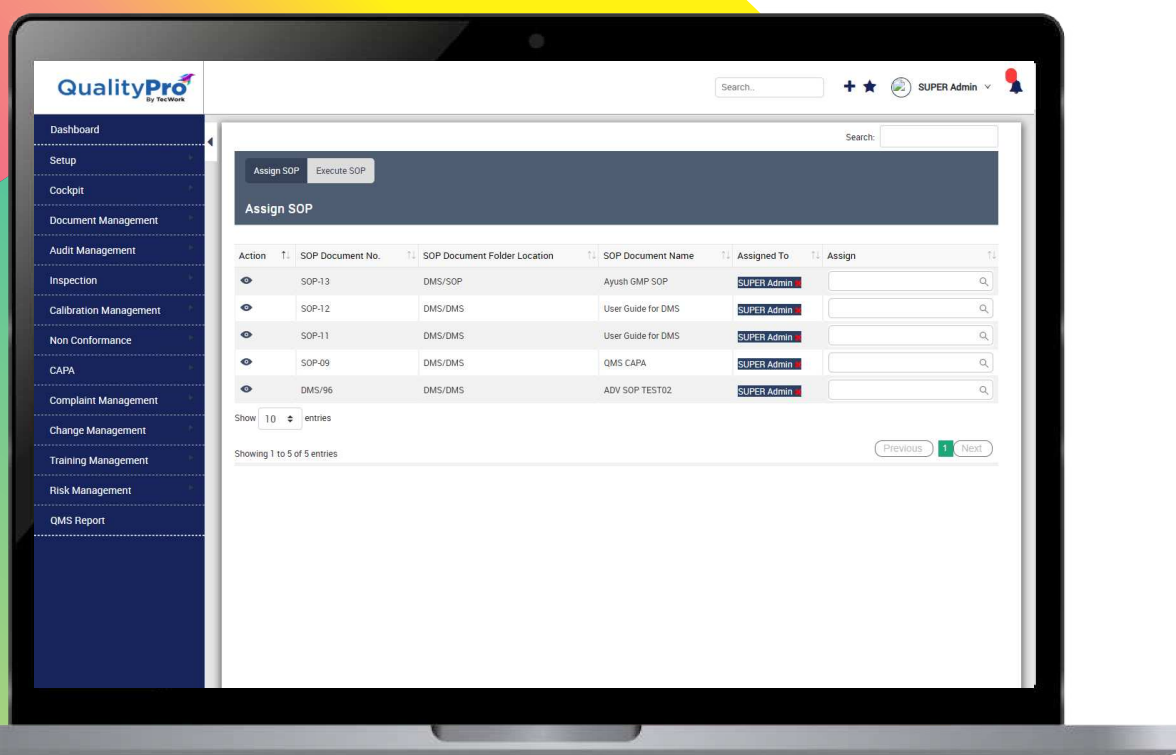 QualityPro
By TecWork
Search..
SUPER Admin
Dashboard
Setup
Cockpit
Document Management
Audit Management
Inspection
Calibration Management
Non Conformance
CAPA
Complaint Management
Change Management
Training Management
Risk Management
QMS Report
Search:
Assign SOP Execute SOP
Assign SOP
Action SOP Document No. SOP Document Folder Location SOP Document Name Assigned To Assign
SOP-13 DMS/SOP Ayush GMP SOP SUPER Admin
SOP-12 DMS/DMS User Guide for DMS SUPER Admin
SOP-11 DMS/DMS User Guide for DMS SUPER Admin
SOP-09 DMS/DMS QMS CAPA SUPER Admin
DMS/96 DMS/DMS ADV SOP TEST02 SUPER Admin
Show 10 entries
Showing 1 to 5 of 5 entries
Previous 1 Next